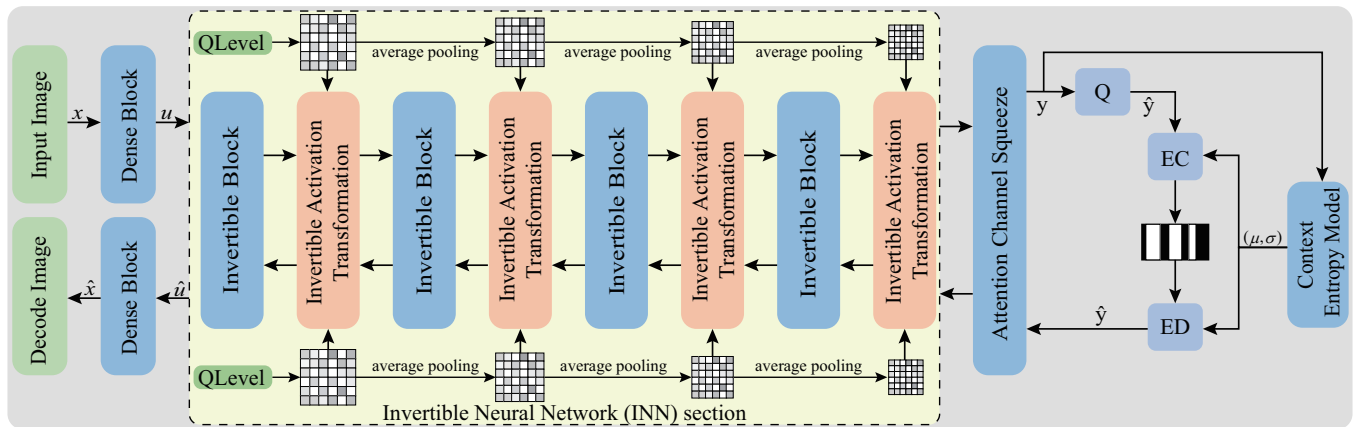 QLevel
average pooling
average pooling
average pooling
Input Image
x
Dense Block
u
Invertible Block
Invertible Activation
Transformation
Invertible Block
Invertible Activation
Transformation
Invertible Block
Invertible Activation
Transformation
Invertible Block
Invertible Activation
Transformation
Attention Channel Squeeze
y
Q
ŷ
EC
(μ,σ)
Context
Entropy Model
ED
ŷ
Decode Image
x̂
Dense Block
û
QLevel
average pooling
average pooling
average pooling
Invertible Neural Network (INN) section